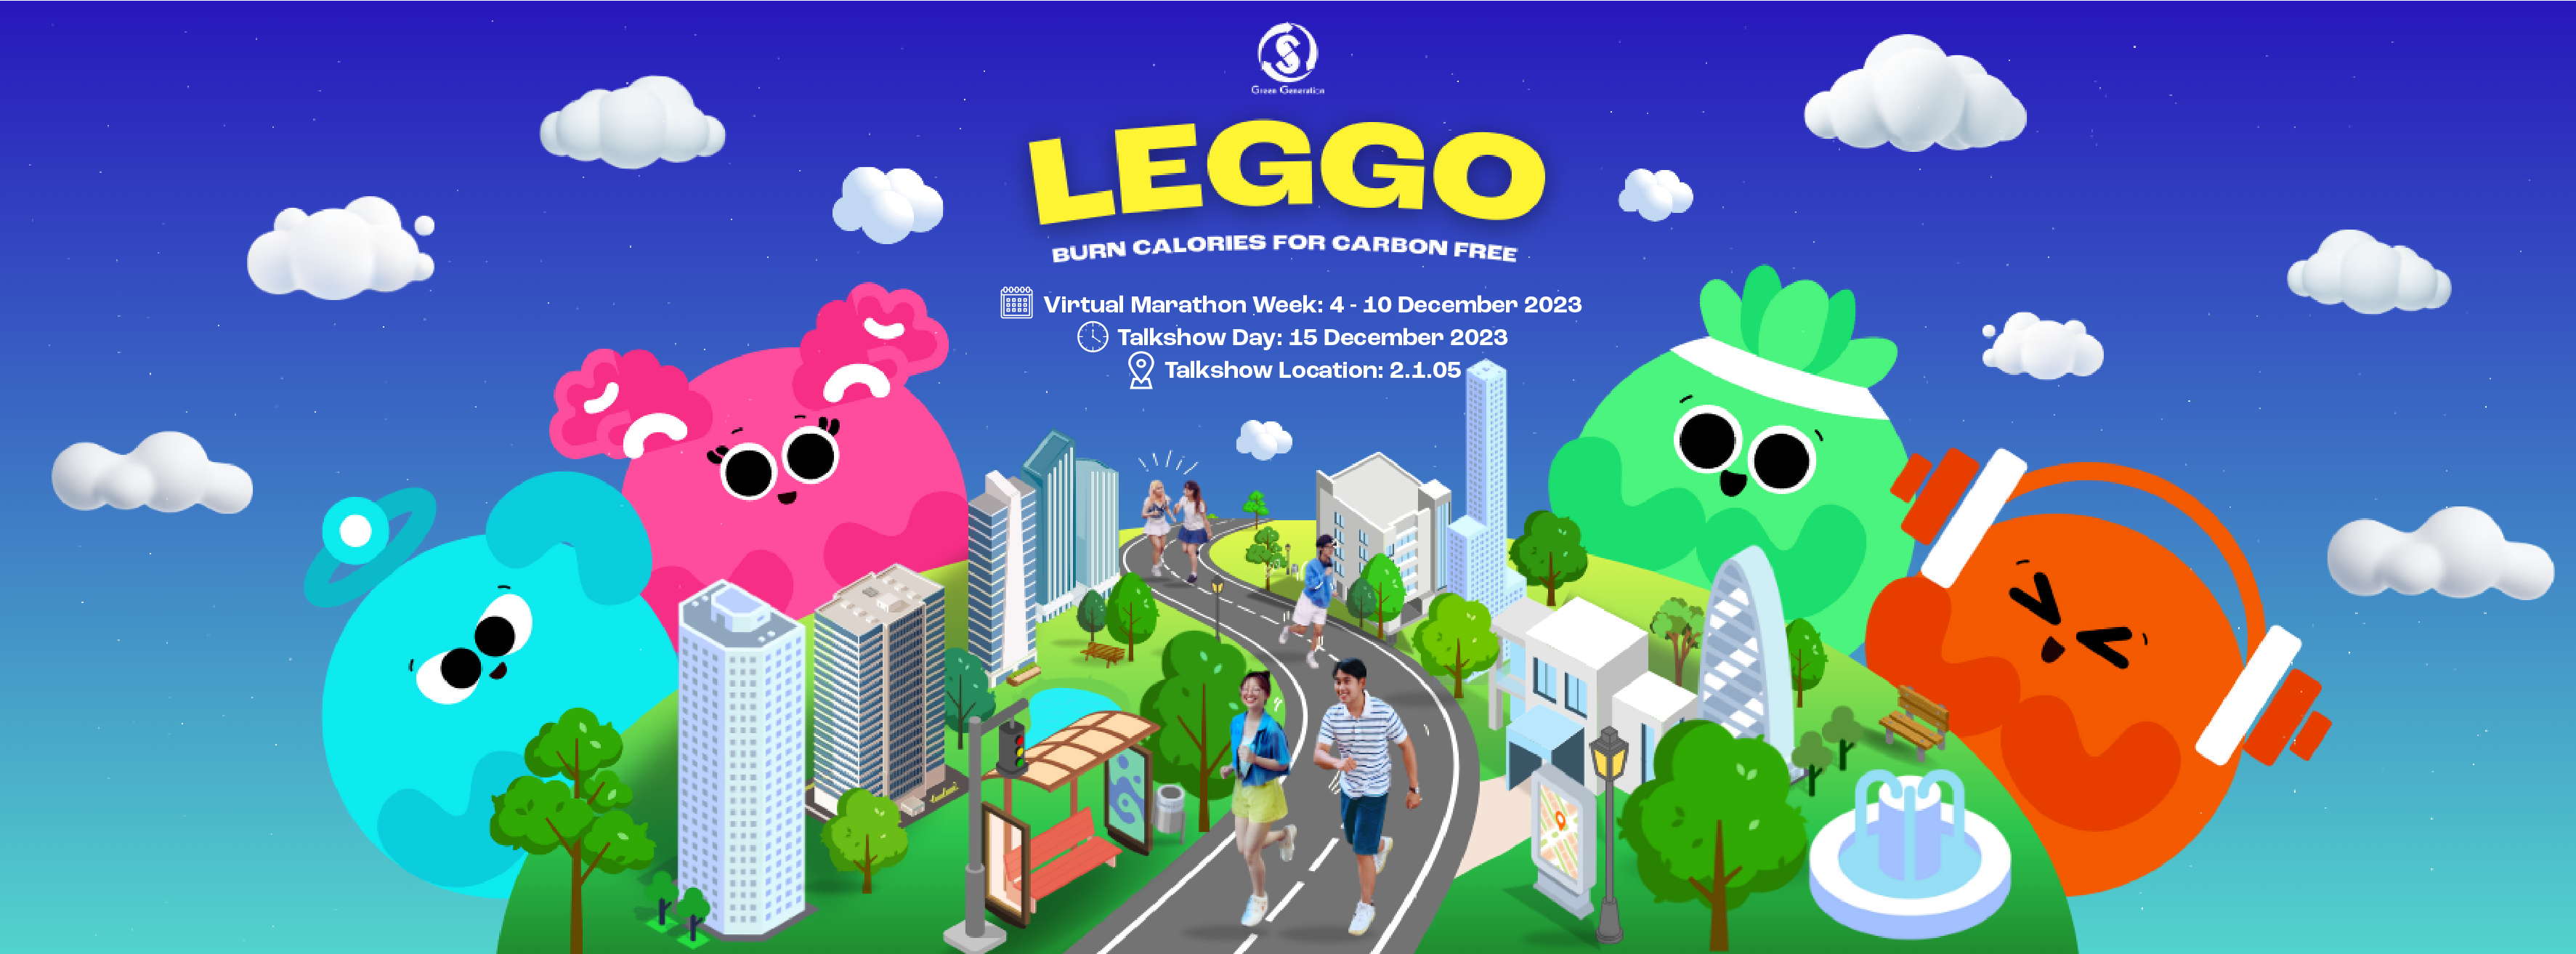 Green Generation
LEGGO
BURN CALORIES FOR CARBON FREE
Virtual Marathon Week: 4 - 10 December 2023
Talkshow Day: 15 December 2023
Talkshow Location: 2.1.05